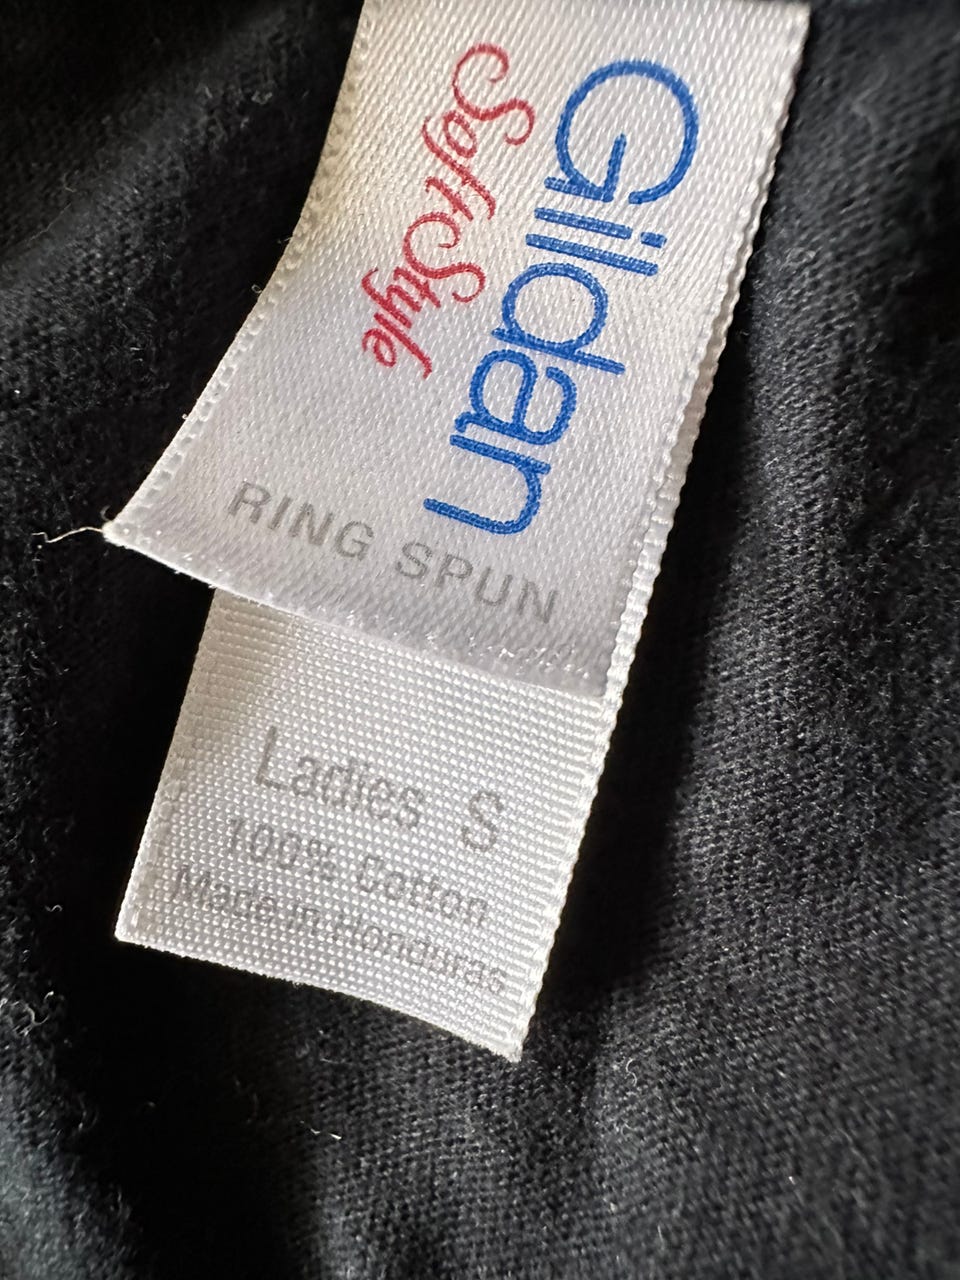 Gildan
SoftStyle
RING SPUN
Ladies S
100% Cotton
Made in Honduras